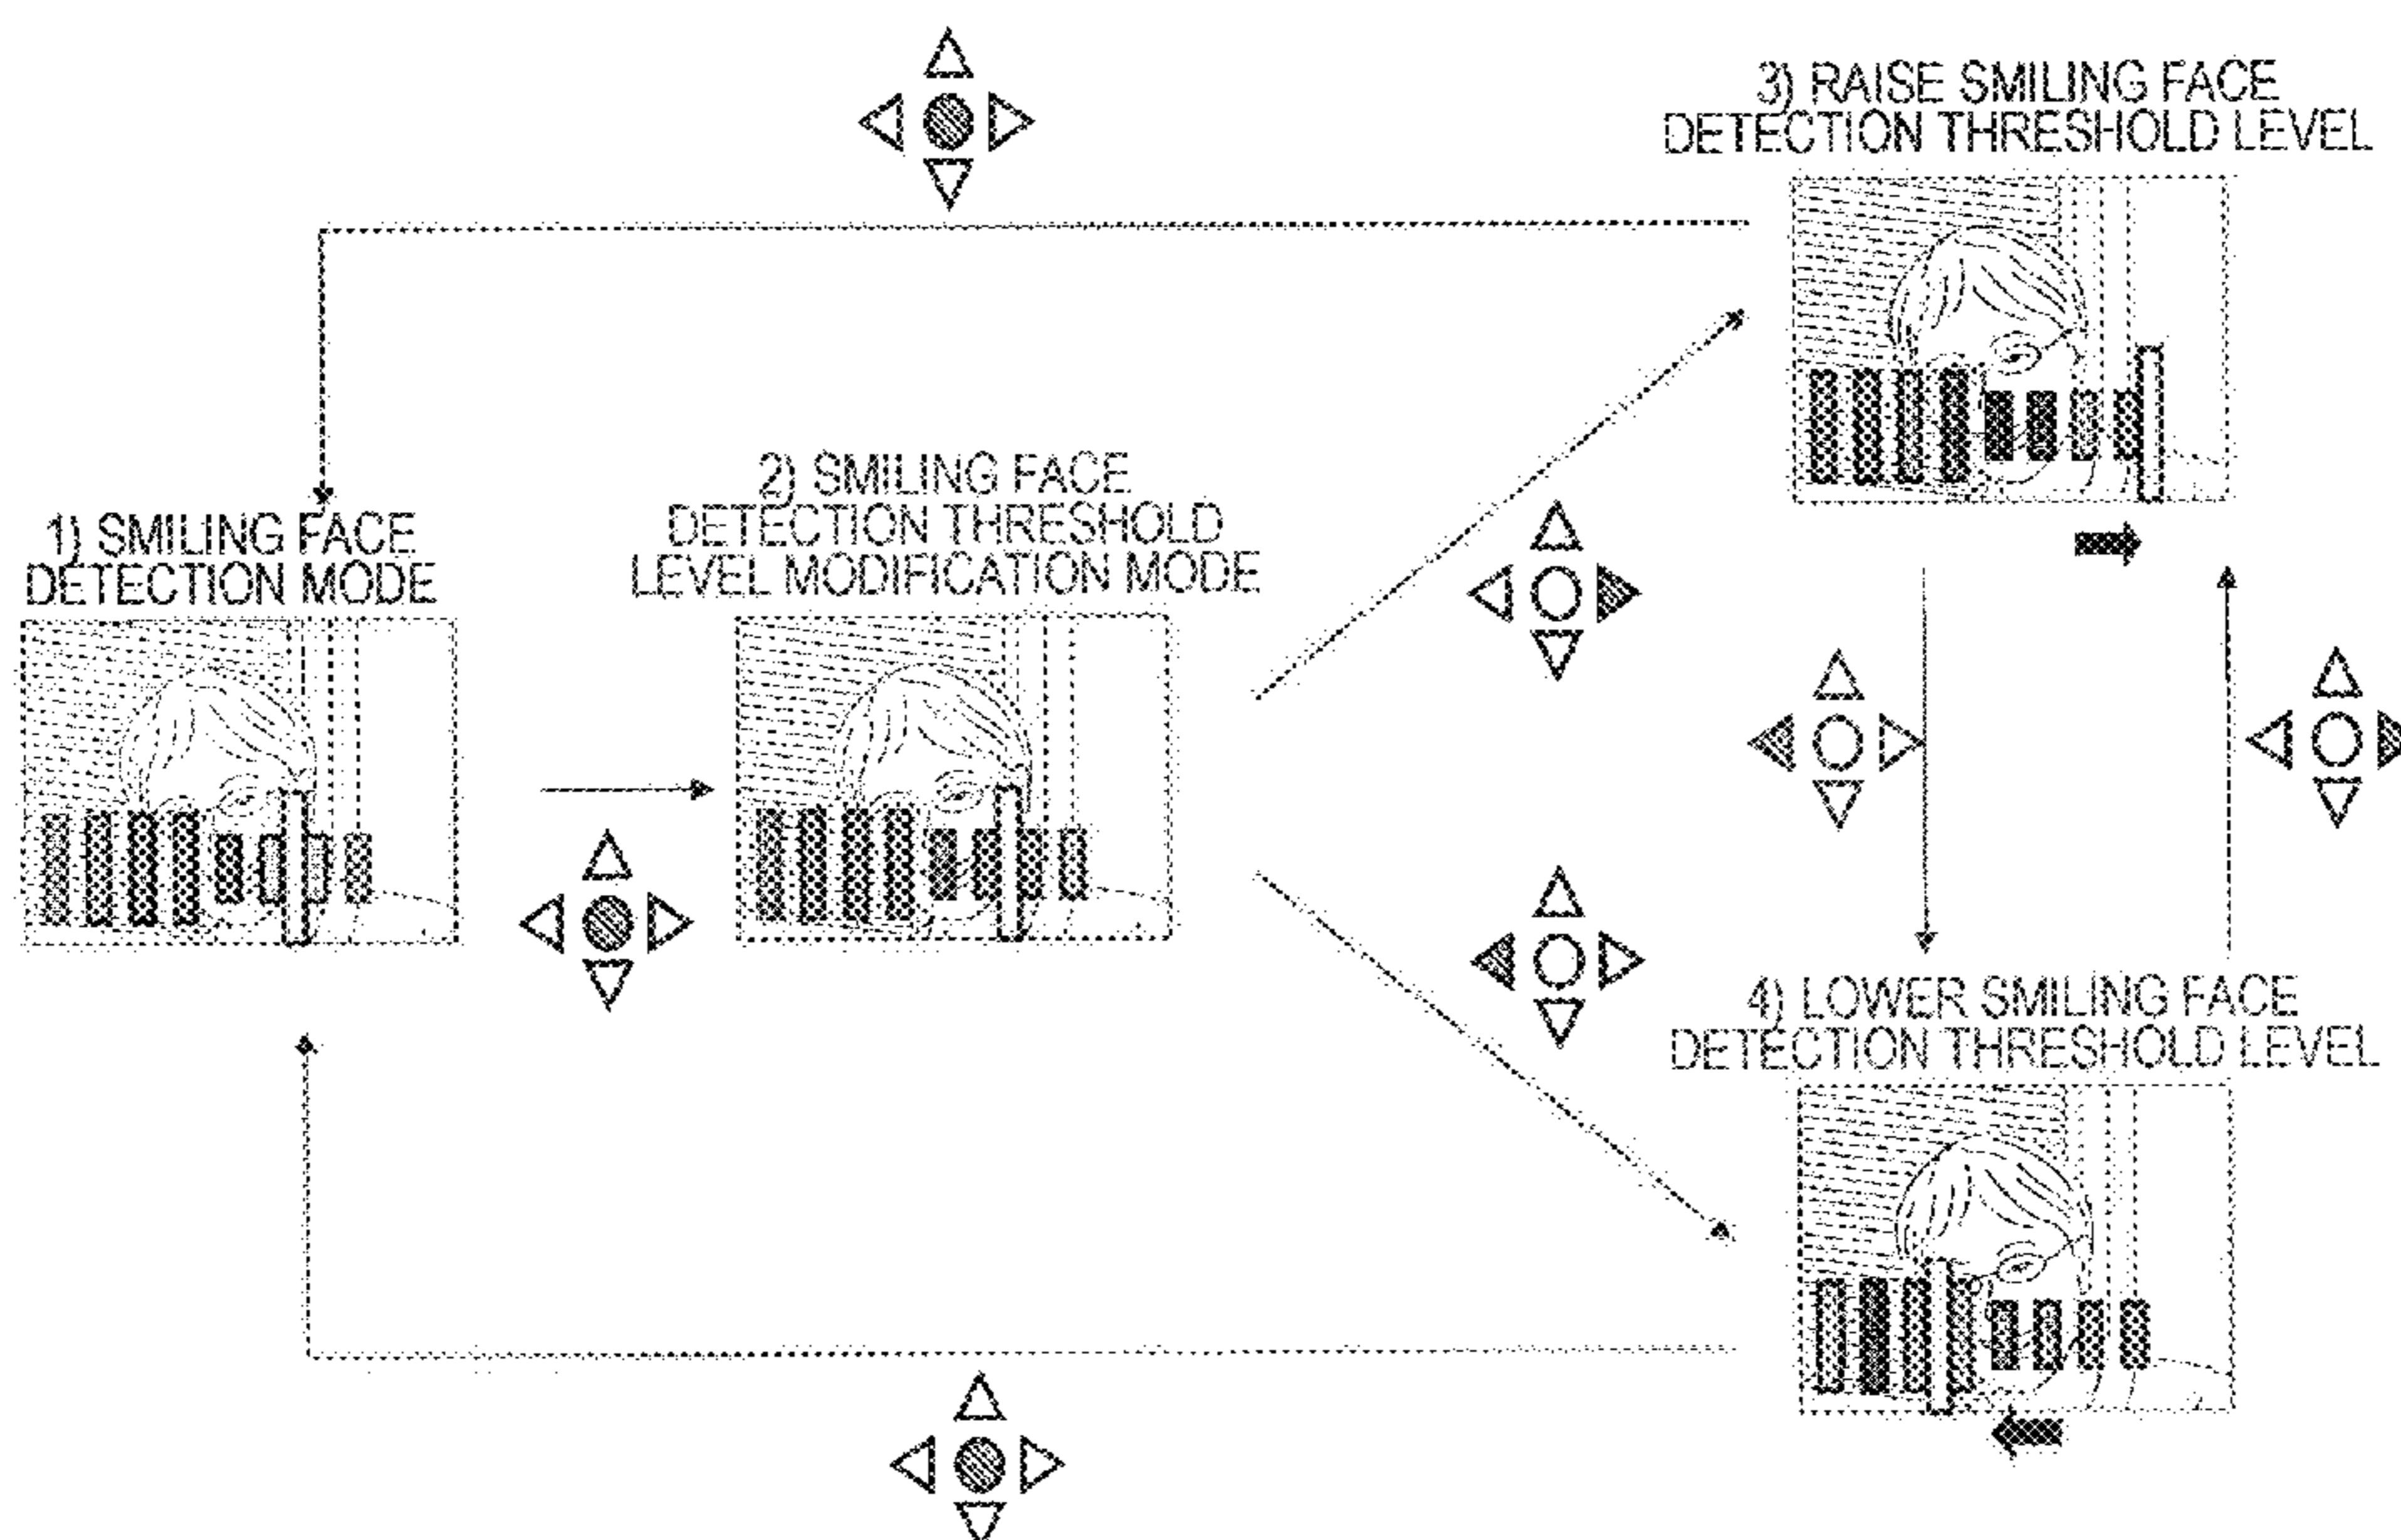 3) RAISE SMILING FACE
DETECTION THRESHOLD LEVEL
2) SMILING FACE
DETECTION THRESHOLD
LEVEL MODIFICATION MODE
1) SMILING FACE
DETECTION MODE
4) LOWER SMILING FACE
DETECTION THRESHOLD LEVEL